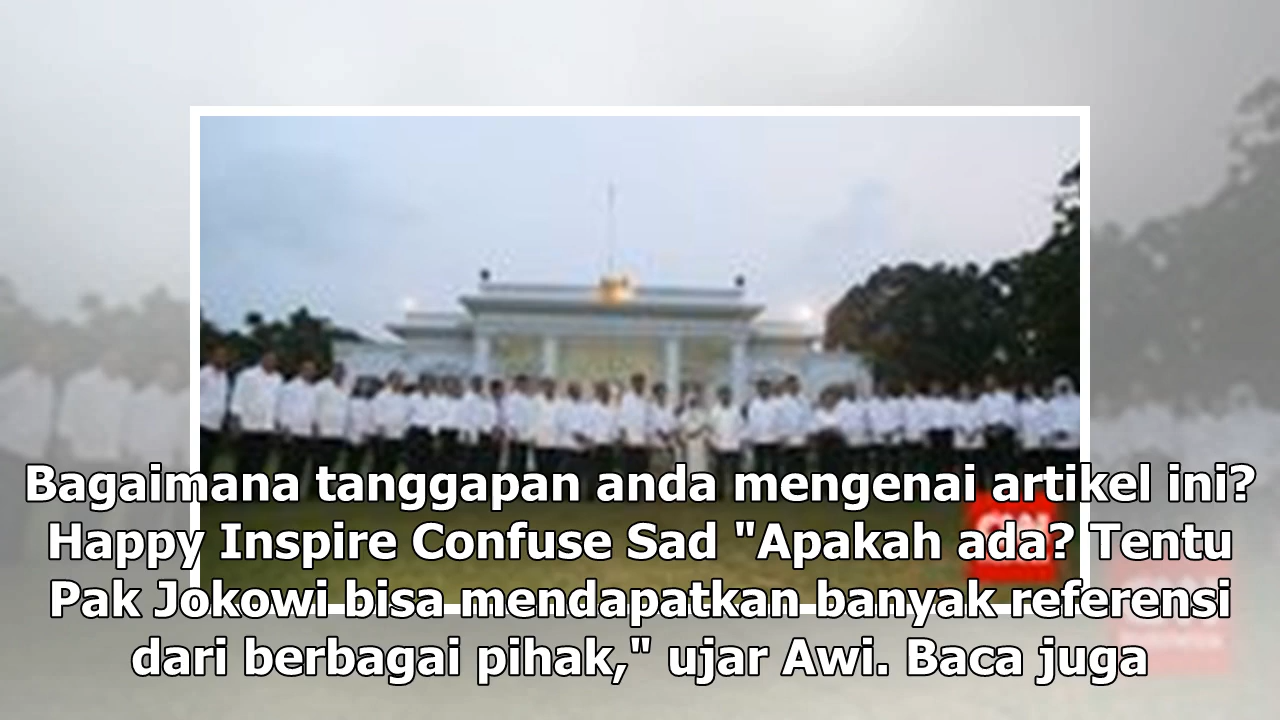 Bagaimana tanggapan anda mengenai artikel ini?
Happy Inspire Confuse Sad "Apakah ada? Tentu
Pak Jokowi bisa mendapatkan banyak referensi
dari berbagai pihak," ujar Awi. Baca juga